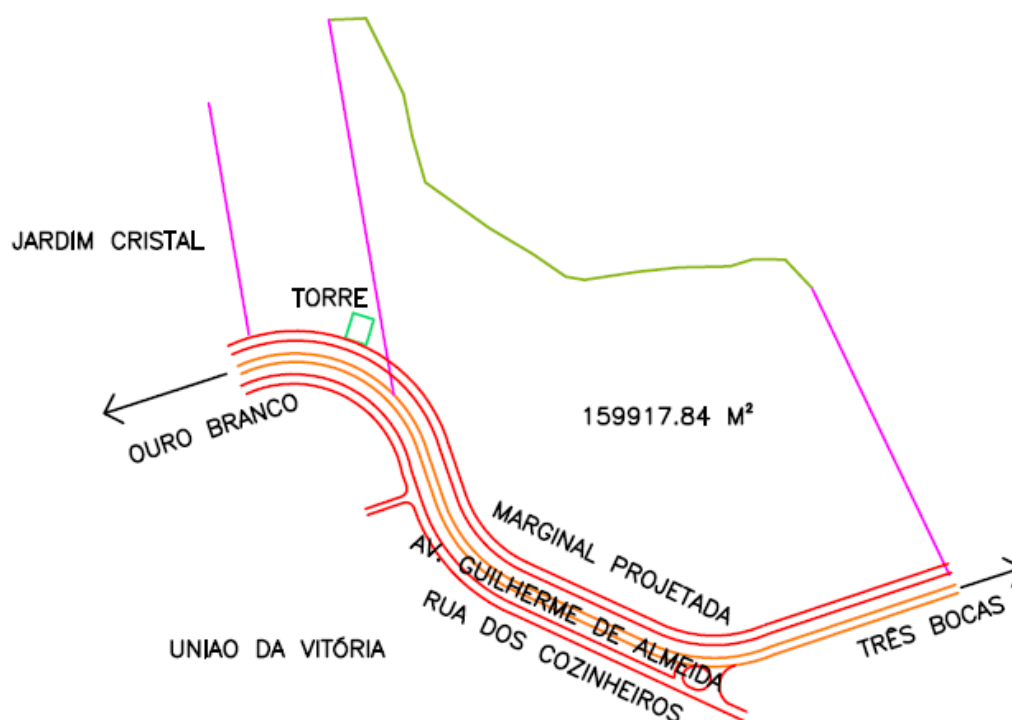 JARDIM CRISTAL
TORRE
OURO BRANCO
159917.84 M²
MARGINAL PROJETADA
AV. GUILHERME DE ALMEIDA
RUA DOS COZINHEIROS
TRÊS BOCAS
UNIAO DA VITÓRIA